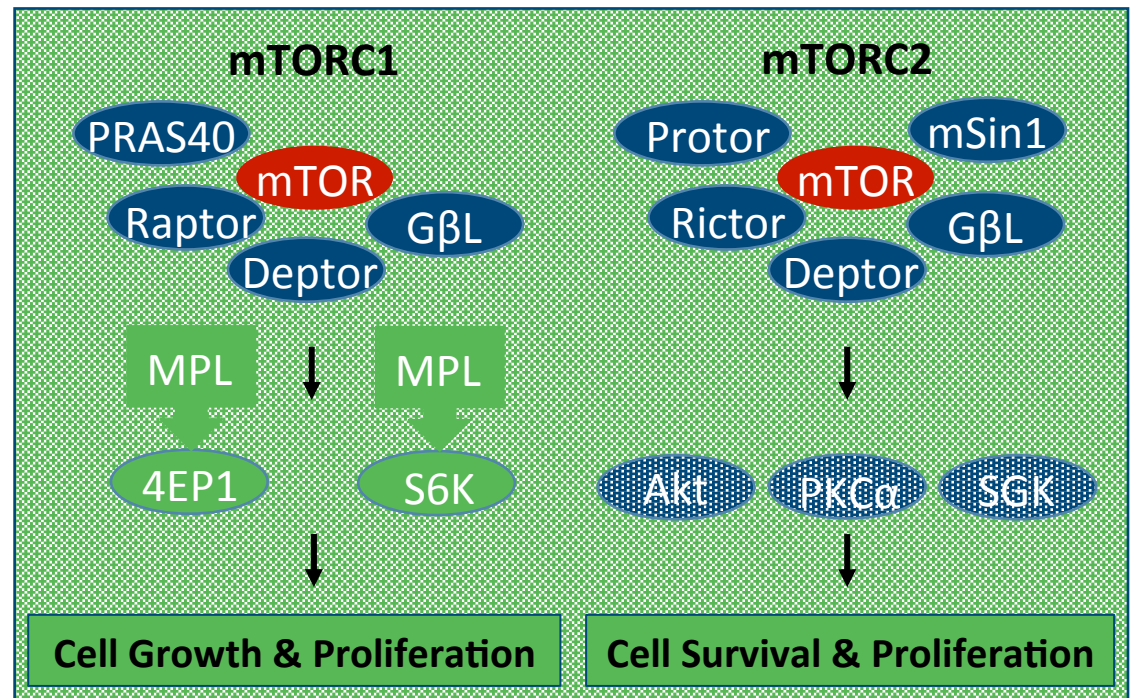 mTORC1
PRAS40
mTOR
Raptor
GβL
Deptor
MPL
MPL
4EP1
S6K
Cell Growth & Proliferation
mTORC2
Protor
mSin1
mTOR
Rictor
GβL
Deptor
Akt
PKCα
SGK
Cell Survival & Proliferation